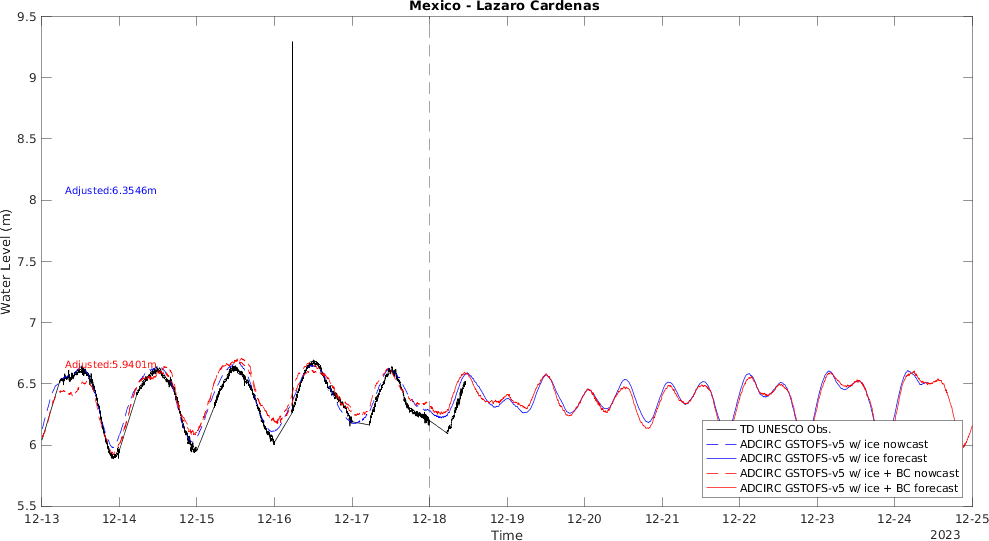 Mexico - Lazaro Cardenas
9.5
9
8.5
8
7.5
7
6.5
6
5.5
Water Level (m)
Adjusted:6.3546m
Adjusted:5.9401m
TD UNESCO Obs.
ADCIRC GSTOFS-v5 w/ ice nowcast
ADCIRC GSTOFS-v5 w/ ice forecast
ADCIRC GSTOFS-v5 w/ ice + BC nowcast
ADCIRC GSTOFS-v5 w/ ice + BC forecast
12-13 12-14 12-15 12-16 12-17 12-18 12-19 12-20 12-21 12-22 12-23 12-24 12-25
Time
2023